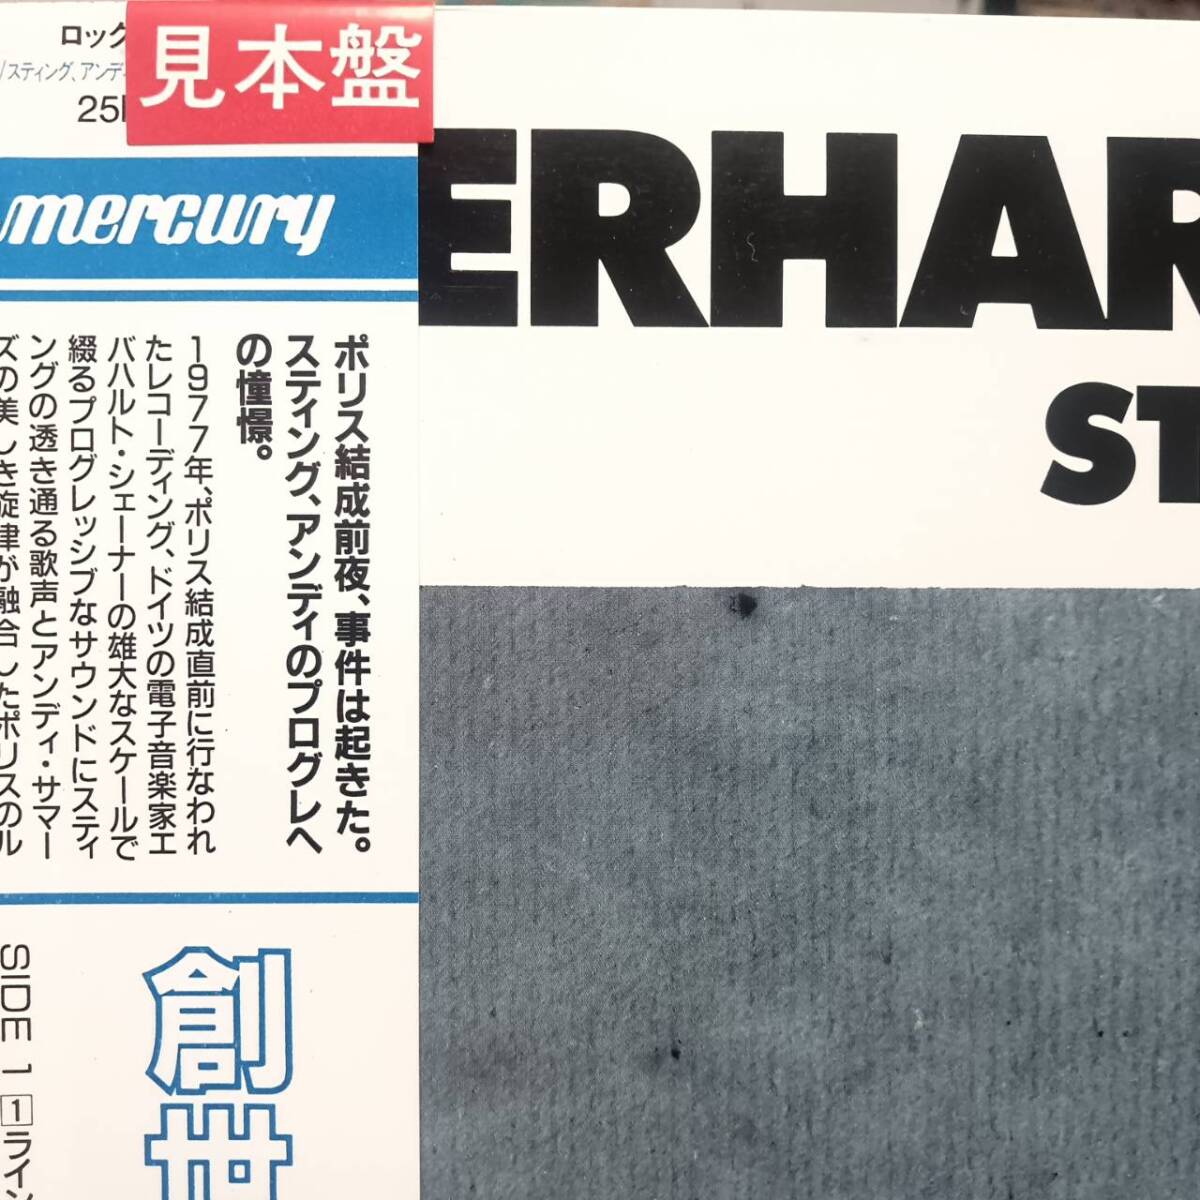 ロック
見本盤
/スティング、アンデ
25
mercury
ERHAR
ST
ポリス結成前夜、事件は起きた。
スティング、アンディのプログレへ
の憧憬。
1977年、ポリス結成直前に行なわれ
たレコーディング、ドイツの電子音楽家エ
バハルト・シェーナーの雄大なスケールで
綴るプログレッシブなサウンドにスティ
ングの透き通る歌声とアンディ・サマー
ズの美しき旋律が融合したポリスのル
創世
SIDE 1 1ライン